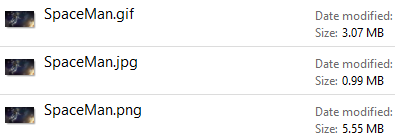 SpaceMan.gif
Date modified:
Size: 3.07 MB
SpaceMan.jpg
Date modified:
Size: 0.99 MB
SpaceMan.png
Date modified:
Size: 5.55 MB